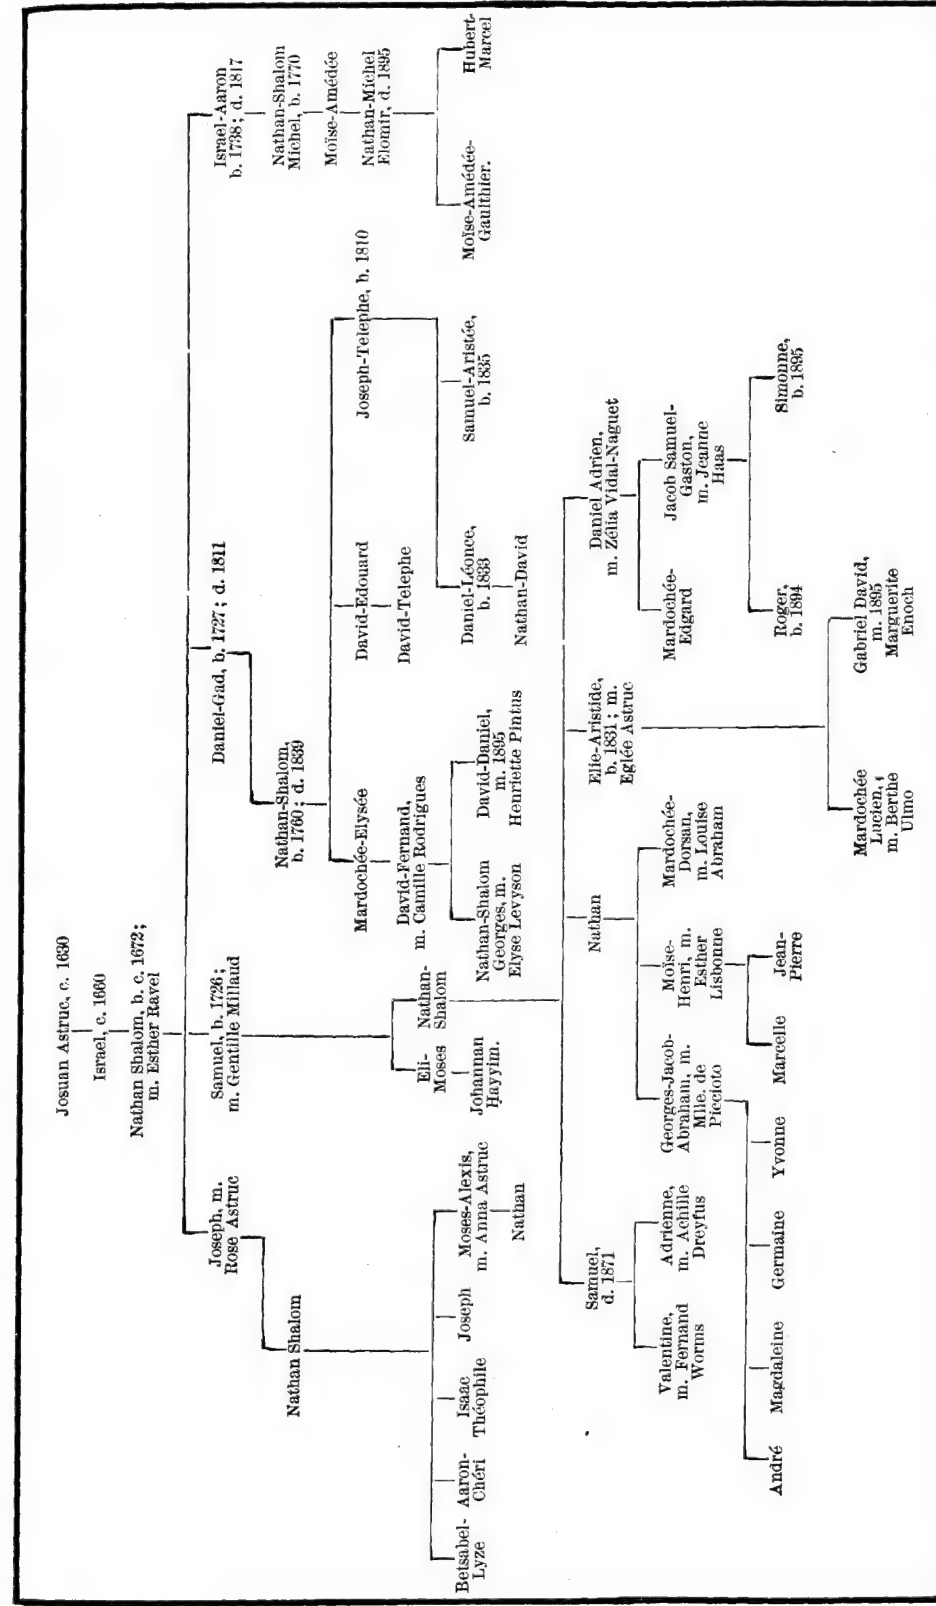 Josuan Astruc, c. 1630
Israel, c. 1660
Nathan Shalom, b. c. 1672;
m. Esther Ravel
Joseph, m.
Rose Astruc
Samuel, b. 1726;
m. Gentille Millaud
Daniel-Gad, b. 1727; d. 1811
Israel-Aaron
b. 1738; d. 1817
Nathan Shalom
Nathan-Shalom,
b. 1760; d. 1839
Nathan-Shalom
Michel, b. 1770
Moïse-Amédée
Mardochée-Elysée
David-Edouard
Joseph-Telephe, b. 1810
Nathan-Michel
Elomir, d. 1895
Eli-
Moses
Nathan-
Shalom
David-Fernand,
m. Camille Rodrigues
David-Telephe
Betsabel-
Lyze
Aaron-
Chéri
Isaac
Théophile
Joseph
Moses-Alexis,
m. Anna Astruc
Johannan
Hayyim.
Nathan-Shalom
Georges, m.
Elyse Levyson
David-Daniel,
m. 1895
Henriette Pintus
Daniel-Léonce,
b. 1833
Samuel-Aristée,
b. 1835
Moïse-Amédée-
Gaulthier.
Hubert-
Marcel
Nathan
Nathan-David
Samuel,
d. 1871
Nathan
Elie-Aristide,
b. 1831; m.
Eglée Astruc
Daniel Adrien,
m. Zélia Vidal-Naguet
Valentine,
m. Fernand
Worms
Adrienne,
m. Achille
Dreyfus
Georges-Jacob-
Abraham, m.
Mlle. de
Piccioto
Moïse-
Henri, m.
Esther
Lisbonne
Mardochée-
Dorsan,
m. Louise
Abraham
Mardochée-
Edgard
Jacob Samuel-
Gaston,
m. Jeanne
Haas
André
Magdaleine
Germaine
Yvonne
Marcelle
Jean-
Pierre
Roger,
b. 1894
Simonne,
b. 1895
Mardochée
Lucien,
m. Berthe
Ulmo
Gabriel David,
m. 1895
Marguerite
Enoch